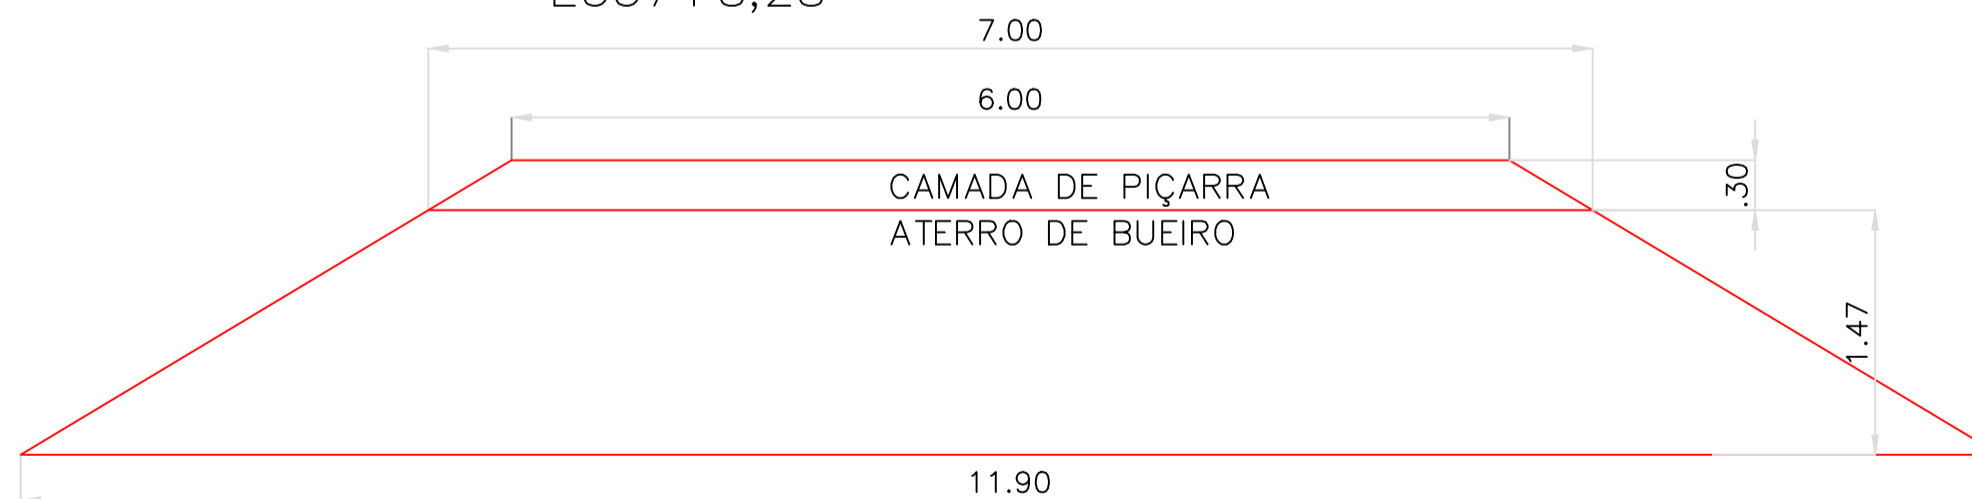 7.00
6.00
CAMADA DE PIÇARRA
.30
ATERRO DE BUEIRO
1.47
11.90